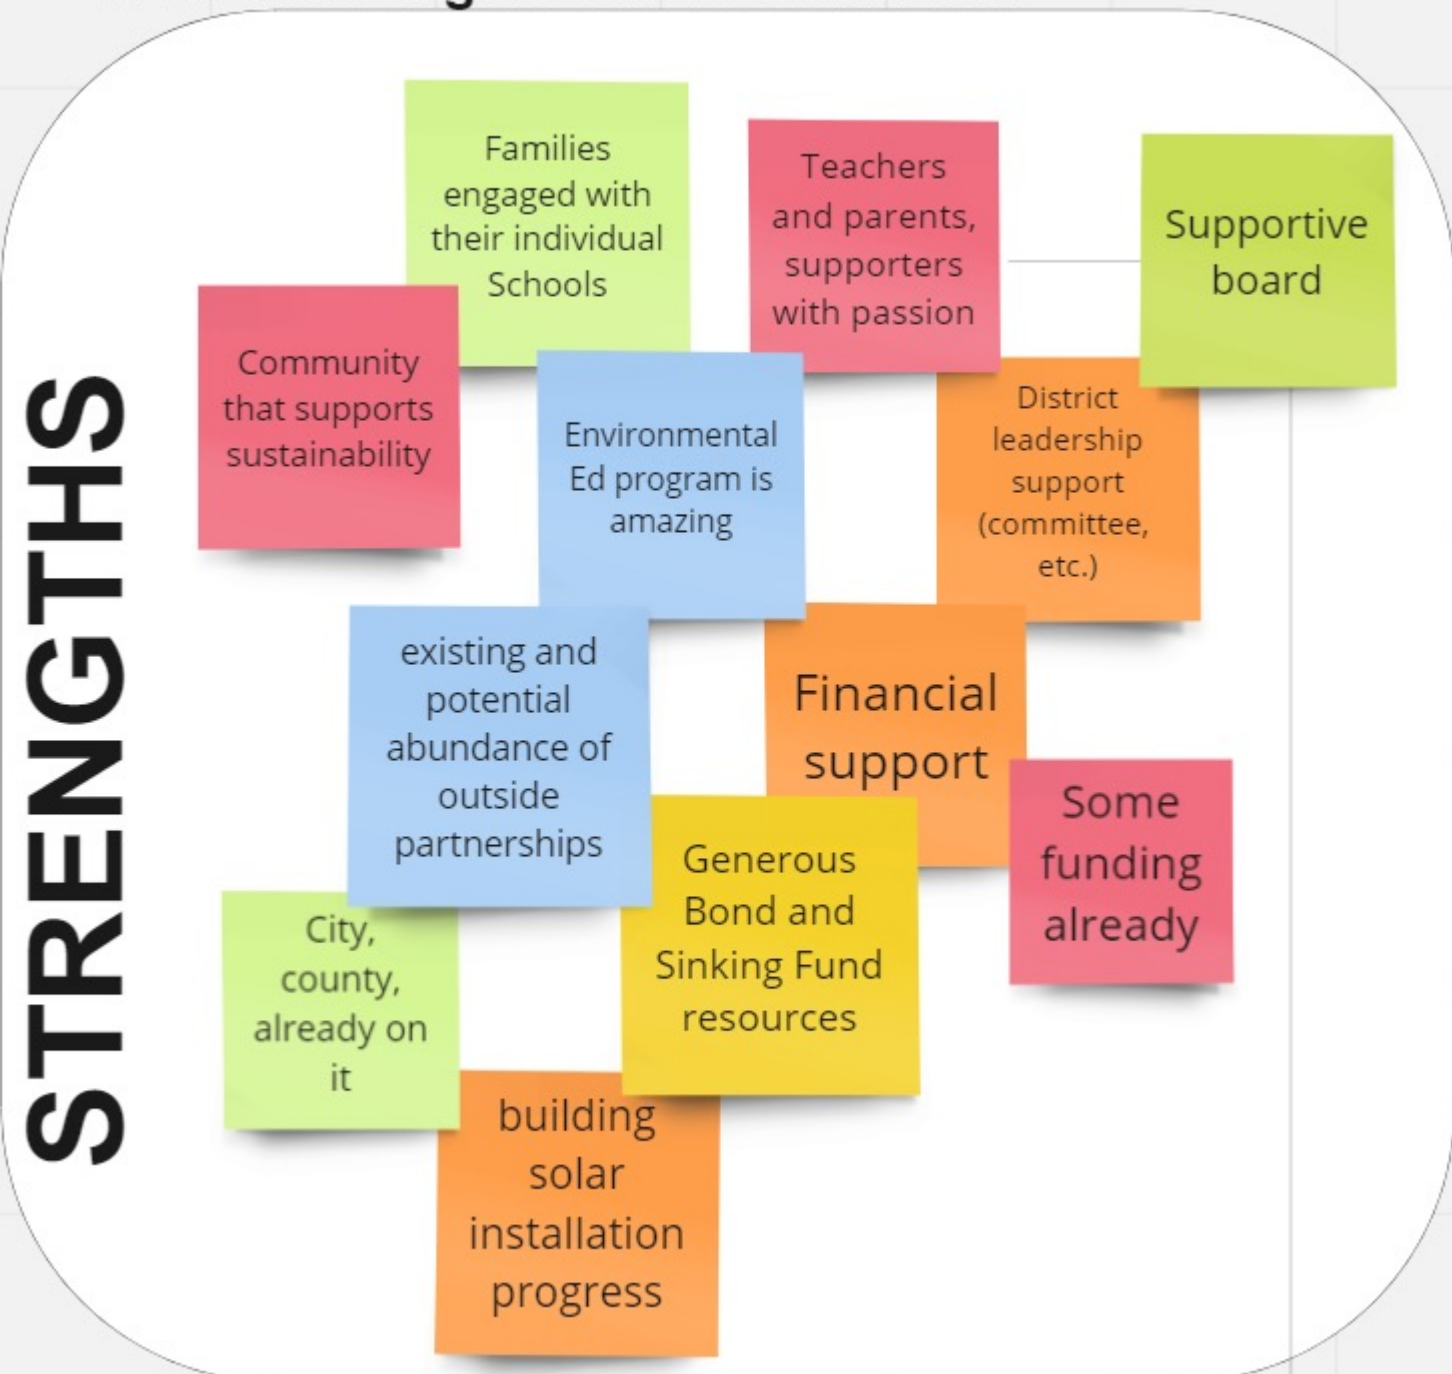 STRENGTHS
Families
engaged with
their individual
Schools
Teachers
and parents,
supporters
with passion
Supportive
board
Community
that supports
sustainability
Environmental
Ed program is
amazing
District
leadership
support
(committee,
etc.)
existing and
potential
abundance of
outside
partnerships
Financial
support
Some
funding
already
Generous
Bond and
Sinking Fund
resources
City,
county,
already on
it
building
solar
installation
progress